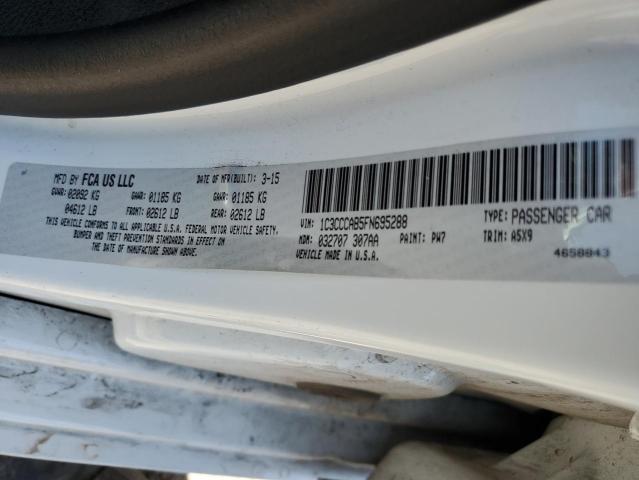 MFD BY FCA US LLC DATE OF MFR(BUILT): 3-15
GVWR: 02092 KG GAWR: 01185 KG GAWR: 01185 KG
04612 LB FRONT: 02612 LB REAR: 02612 LB
THIS VEHICLE CONFORMS TO ALL APPLICABLE U.S.A. FEDERAL MOTOR VEHICLE SAFETY,
BUMPER AND THEFT PREVENTION STANDARDS IN EFFECT ON
THE DATE OF MANUFACTURE SHOWN ABOVE.
VIN: 1C3CCCAB5FN695288 TYPE: PASSENGER CAR
MDH: 032707 307AA PAINT: PW7 TRIM: A5X9
VEHICLE MADE IN U.S.A. 4658843